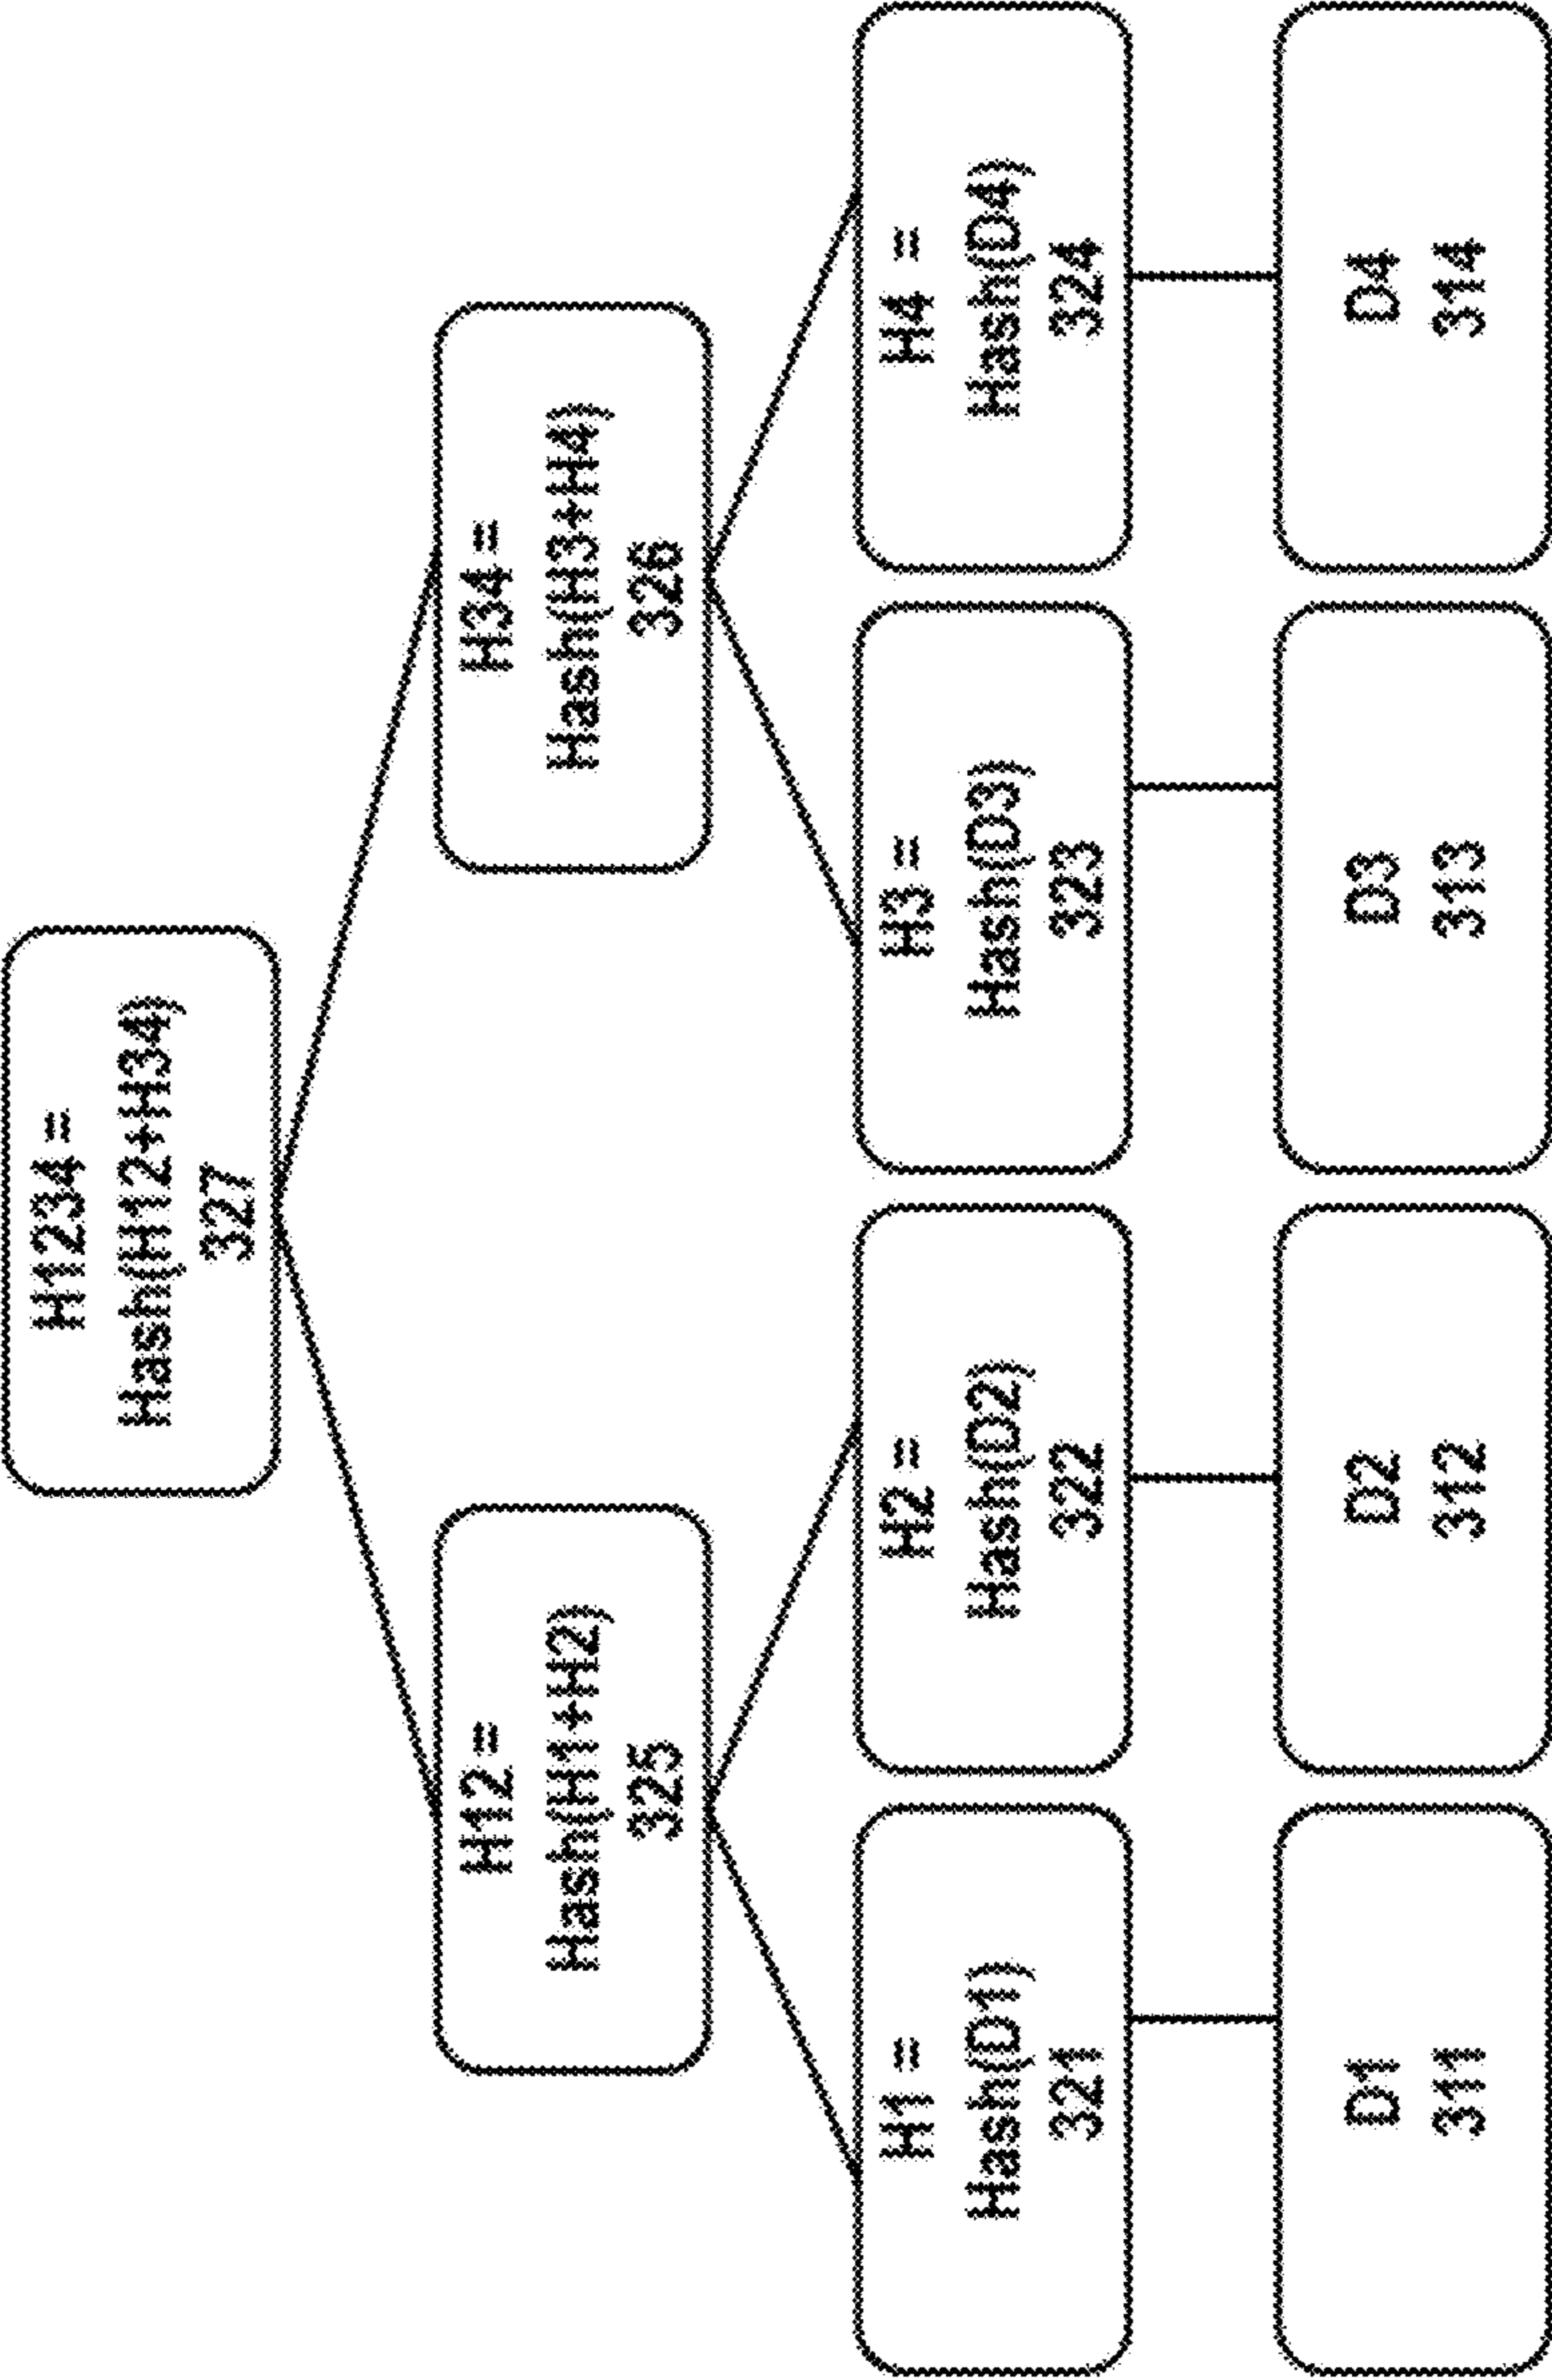 H1234 =
Hash(H12+H34)
327
H12 =
Hash(H1+H2)
325
H34 =
Hash(H3+H4)
326
H1 =
Hash(D1)
321
H2 =
Hash(D2)
322
H3 =
Hash(D3)
323
H4 =
Hash(D4)
324
D1
311
D2
312
D3
313
D4
314